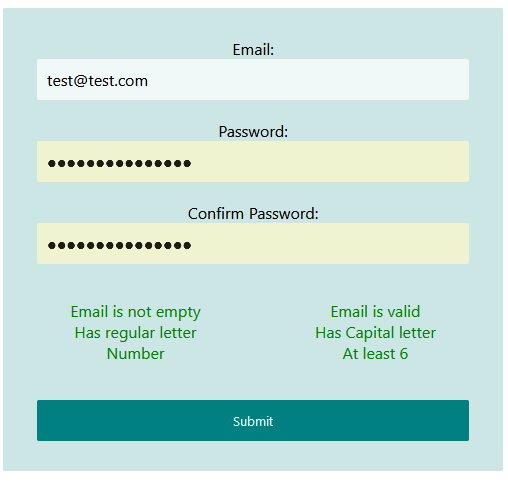 Email:
test@test.com
Password:
●●●●●●●●●●●●●●●
Confirm Password:
●●●●●●●●●●●●●●●
Email is not empty
Email is valid
Has regular letter
Has Capital letter
Number
At least 6
Submit